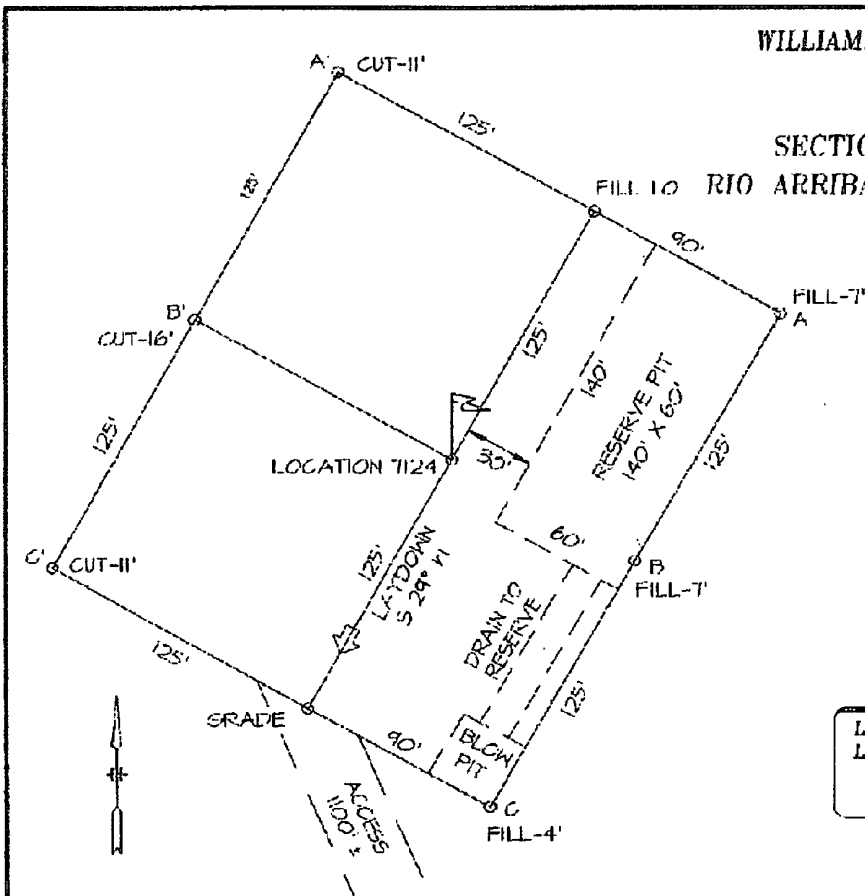 WILLIAM
SECTIO
RIO ARRIBA
A' CUT-11'
125'
125'
FILL 1.0
90'
FILL-7'
A
B'
CUT-16'
125'
140'
RESERVE PIT
140' X 60'
125'
LOCATION 7124
125'
60'
B
FILL-7'
C' CUT-11'
125'
LAYDOWN
DRAIN TO
RESERVE
125'
125'
GRADE
90'
BLOW
PIT
C
FILL-4'
ACCESS
1100' ±
L
L